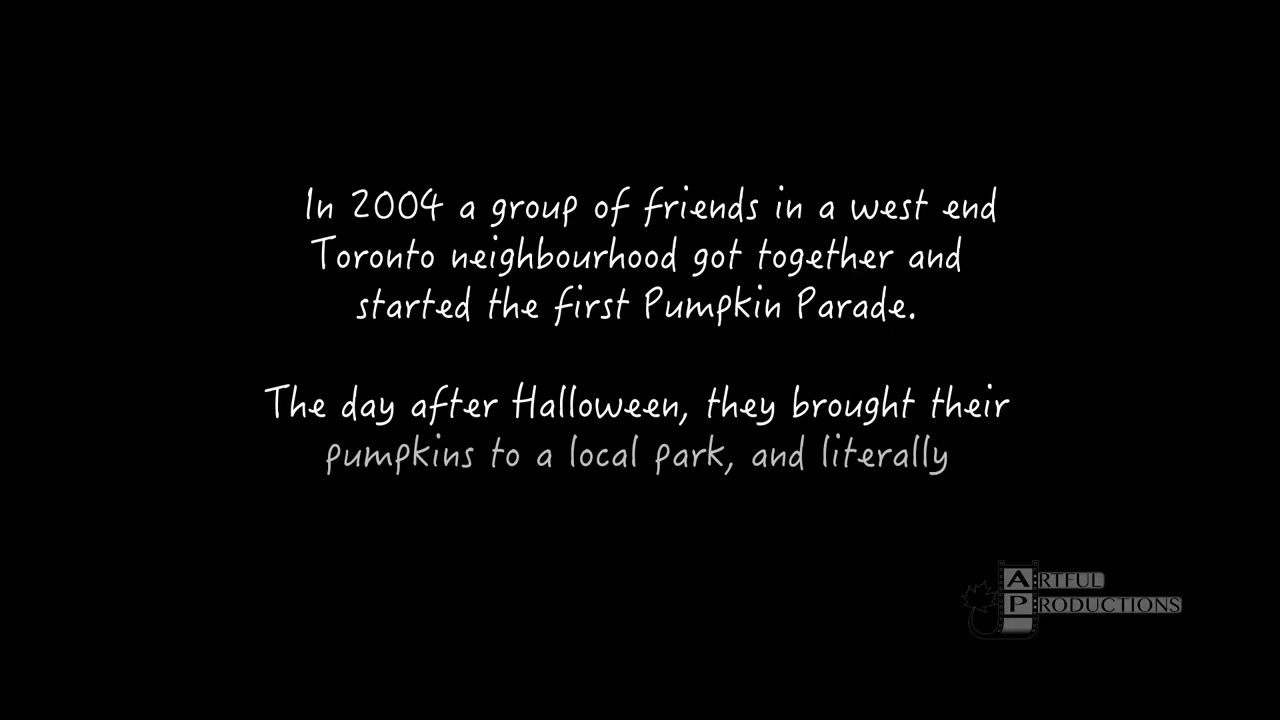 In 2004 a group of friends in a west end
Toronto neighbourhood got together and
started the first Pumpkin Parade.
The day after Halloween, they brought their
pumpkins to a local park, and literally
ARTFUL
PRODUCTIONS